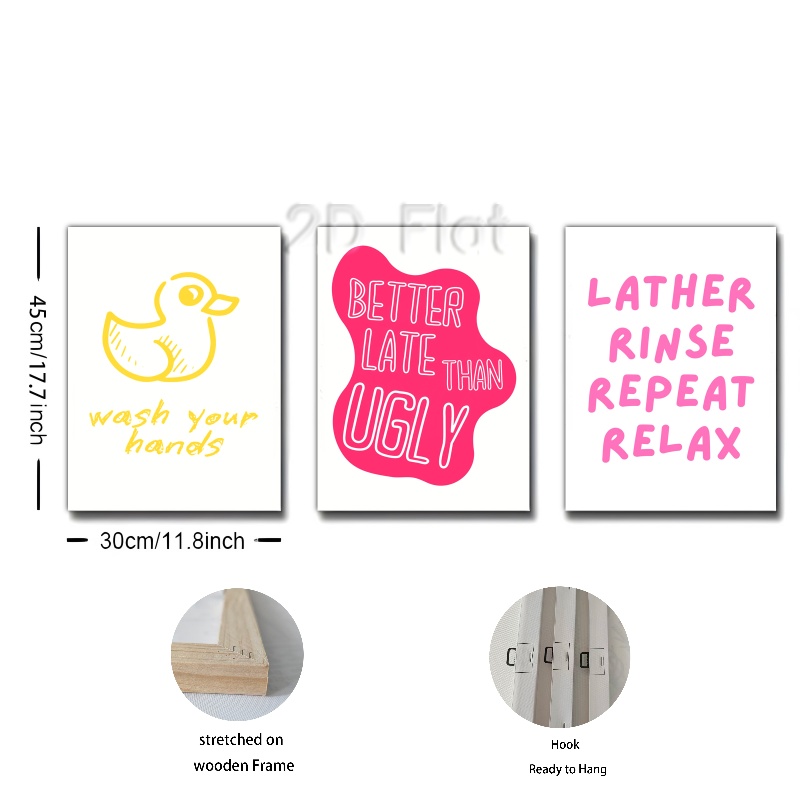 2D Flat
45cm/17.7inch
wash your
hands
BETTER
LATE THAN
UGLY
LATHER
RINSE
REPEAT
RELAX
30cm/11.8inch
stretched on
wooden Frame
Hook
Ready to Hang